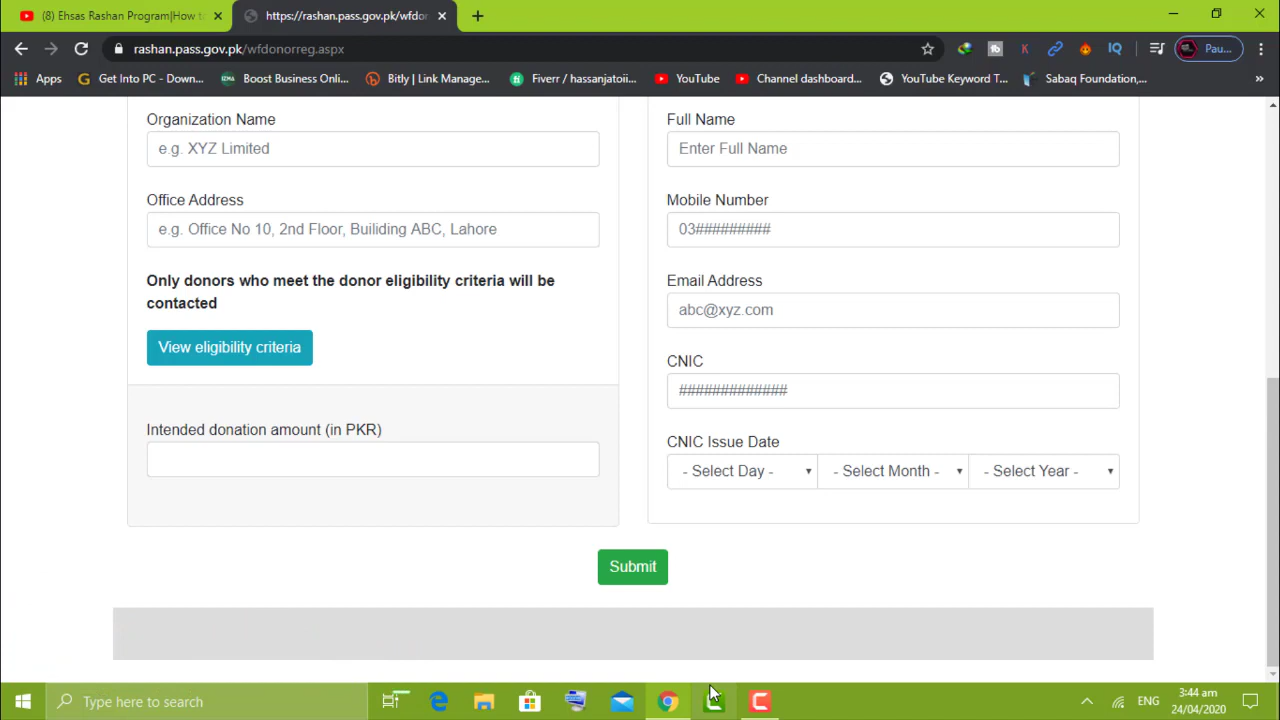 (8) Ehsas Rashan Program|How t
https://rashan.pass.gov.pk/wfdo
rashan.pass.gov.pk/wfdonorreg.aspx
IQ
Pau...
Apps
Get Into PC - Down...
Boost Business Onli...
Bitly | Link Manage...
Fiverr / hassanjatoii...
YouTube
Channel dashboard...
YouTube Keyword T...
Sabaq Foundation,...
»
Organization Name
e.g. XYZ Limited
Office Address
e.g. Office No 10, 2nd Floor, Builiding ABC, Lahore
Only donors who meet the donor eligibility criteria will be
contacted
View eligibility criteria
Intended donation amount (in PKR)
Full Name
Enter Full Name
Mobile Number
03#########
Email Address
abc@xyz.com
CNIC
#############
CNIC Issue Date
- Select Day -
- Select Month -
- Select Year -
Submit
Type here to search
ENG
3:44 am
24/04/2020